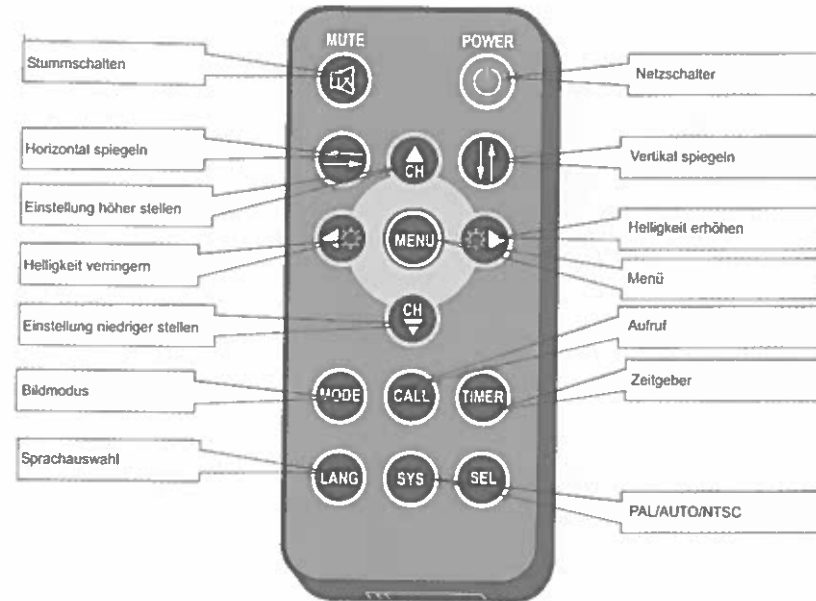 MUTE
POWER
Stummschalten
Netzschalter
Horizontal spiegeln
Vertikal spiegeln
CH
Einstellung höher stellen
Helligkeit erhöhen
MENU
Helligkeit verringern
Menü
CH
Einstellung niedriger stellen
Aufruf
Bildmodus
MODE
CALL
TIMER
Zeitgeber
Sprachauswahl
LANG
SYS
SEL
PAL/AUTO/NTSC